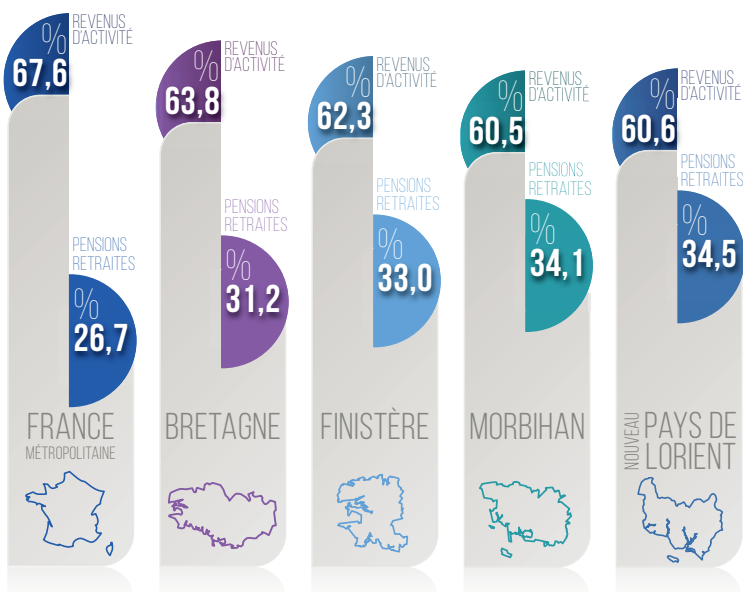 REVENUS
D'ACTIVITÉ
%
67,6
PENSIONS
RETRAITES
%
26,7
FRANCE
MÉTROPOLITAINE
REVENUS
D'ACTIVITÉ
%
63,8
PENSIONS
RETRAITES
%
31,2
BRETAGNE
REVENUS
D'ACTIVITÉ
%
62,3
PENSIONS
RETRAITES
%
33,0
FINISTÈRE
REVENUS
D'ACTIVITÉ
%
60,5
PENSIONS
RETRAITES
%
34,1
MORBIHAN
REVENUS
D'ACTIVITÉ
%
60,6
PENSIONS
RETRAITES
%
34,5
NOUVEAU
PAYS DE
LORIENT